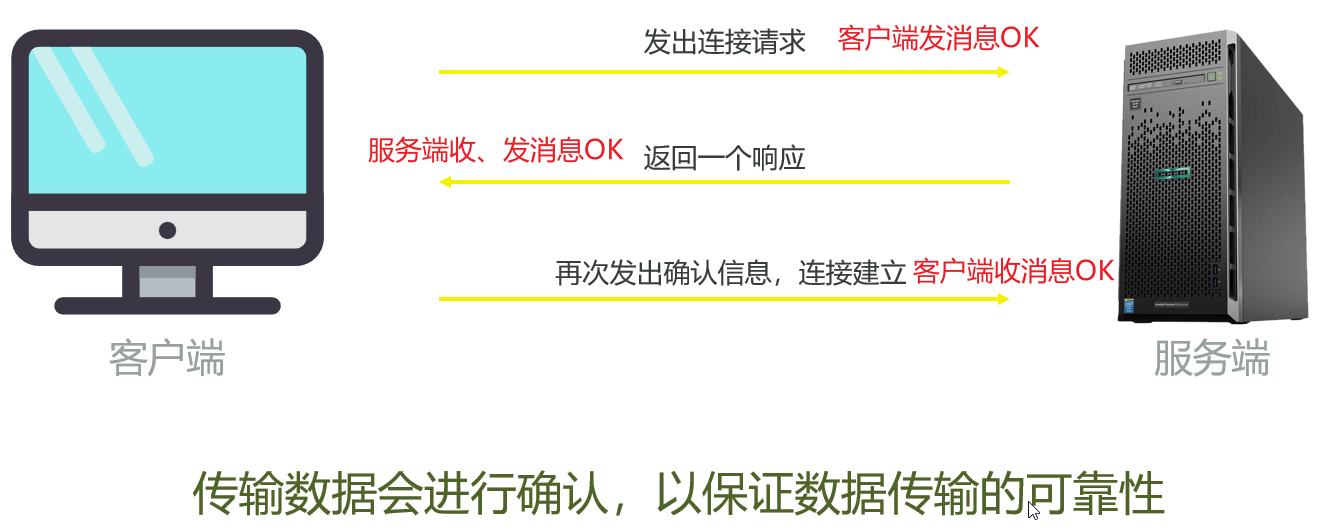 发出连接请求 客户端发消息OK
服务端收、发消息OK 返回一个响应
再次发出确认信息，连接建立 客户端收消息OK
客户端
服务端
传输数据会进行确认，以保证数据传输的可靠性